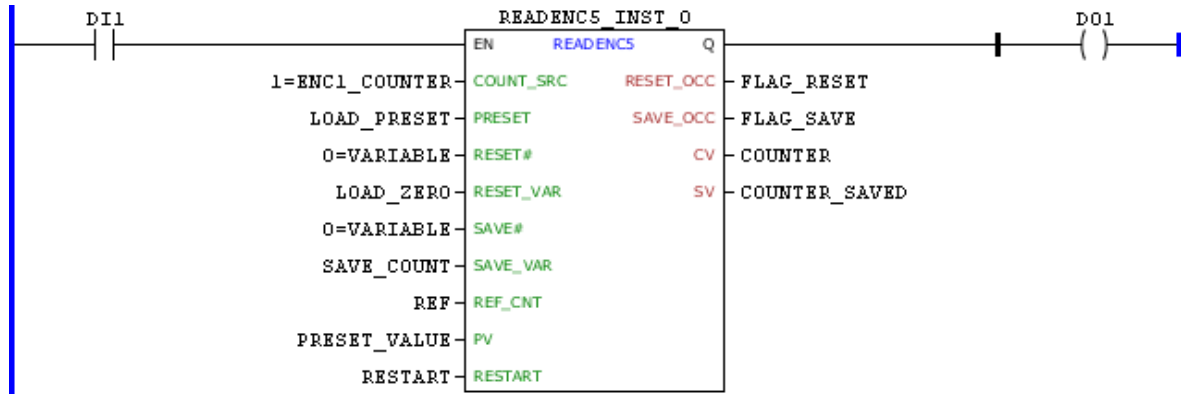 DI1 READENC5_INST_0 DO1
EN READENC5 Q
1=ENC1_COUNTER COUNT_SRC RESET_OCC FLAG_RESET
LOAD_PRESET PRESET SAVE_OCC FLAG_SAVE
0=VARIABLE RESET# CV COUNTER
LOAD_ZERO RESET_VAR SV COUNTER_SAVED
0=VARIABLE SAVE#
SAVE_COUNT SAVE_VAR
REF REF_CNT
PRESET_VALUE PV
RESTART RESTART